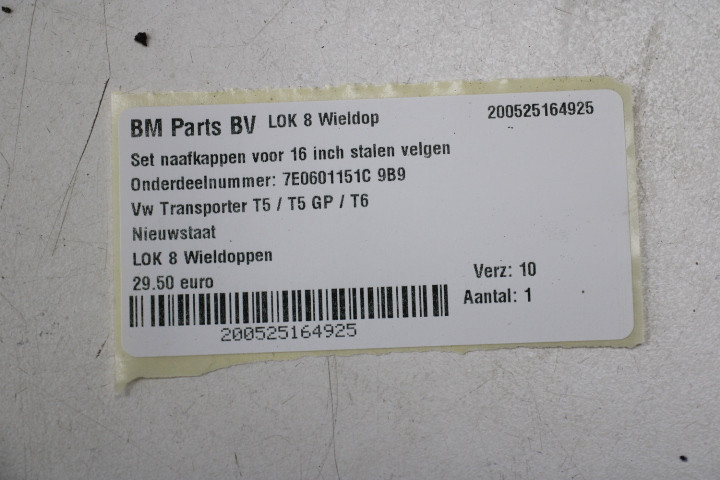 BM Parts BV LOK 8 Wieldop 200525164925
Set naafkappen voor 16 inch stalen velgen
Onderdeelnummer: 7E0601151C 9B9
Vw Transporter T5 / T5 GP / T6
Nieuwstaat
LOK 8 Wieldoppen
29.50 euro
Verz: 10
Aantal: 1
200525164925